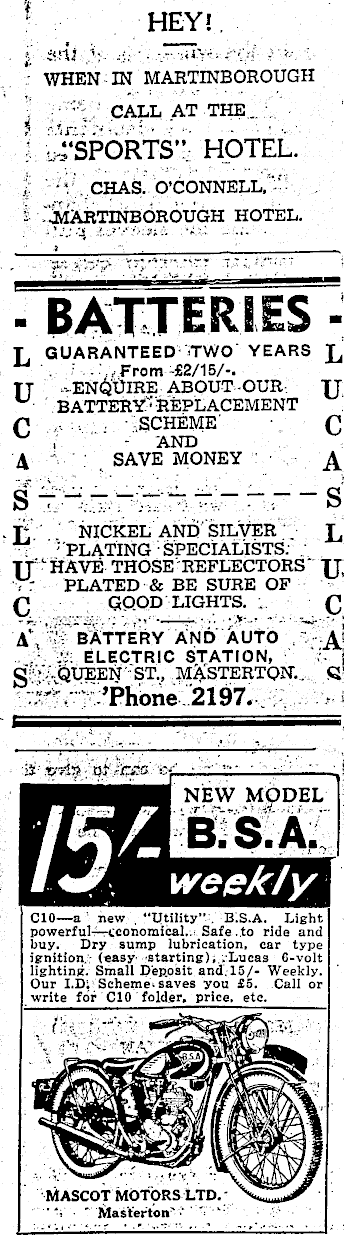 HEY!
WHEN IN MARTINBOROUGH
CALL AT THE
"SPORTS" HOTEL.
CHAS. O'CONNELL,
MARTINBOROUGH HOTEL.
- BATTERIES -
LUCAS LUCAS
GUARANTEED TWO YEARS
From £2/15/-.
ENQUIRE ABOUT OUR
BATTERY REPLACEMENT
SCHEME
AND
SAVE MONEY
NICKEL AND SILVER
PLATING SPECIALISTS.
HAVE THOSE REFLECTORS
PLATED & BE SURE OF
GOOD LIGHTS.
BATTERY AND AUTO
ELECTRIC STATION,
QUEEN ST., MASTERTON.
'Phone 2197.
LUCAS LUCAS
15/-
NEW MODEL
B.S.A.
weekly
C10—a new "Utility" B.S.A. Light
powerful—economical. Safe to ride and
buy. Dry sump lubrication, car type
ignition (easy starting), Lucas 6-volt
lighting. Small Deposit and 15/- Weekly.
Our I.D. Scheme saves you £5. Call or
write for C10 folder, price, etc.
B.S.A
MASCOT MOTORS LTD.
Masterton